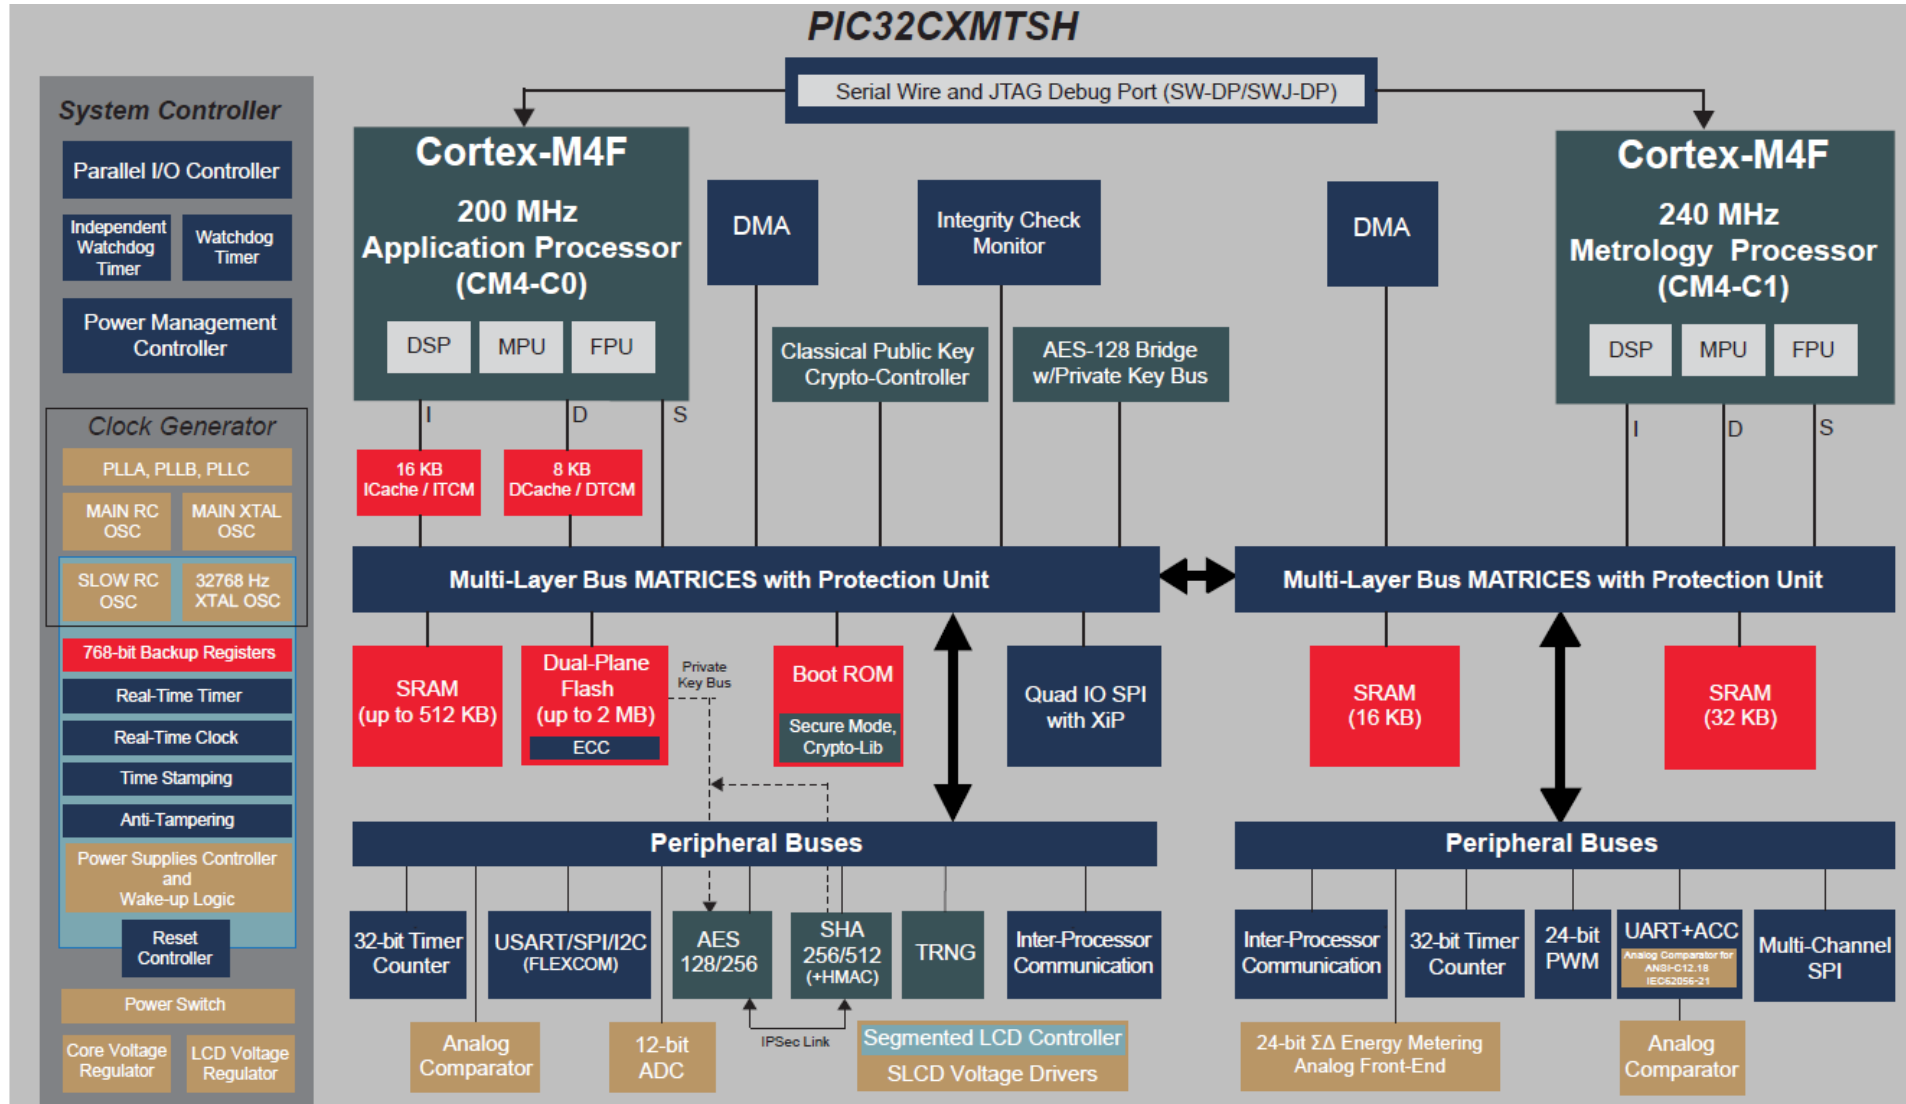 PIC32CXMTSH
Serial Wire and JTAG Debug Port (SW-DP/SWJ-DP)
System Controller
Parallel I/O Controller
Independent
Watchdog
Timer
Watchdog
Timer
Power Management
Controller
Clock Generator
PLLA, PLLB, PLLC
MAIN RC
OSC
MAIN XTAL
OSC
SLOW RC
OSC
32768 Hz
XTAL OSC
768-bit Backup Registers
Real-Time Timer
Real-Time Clock
Time Stamping
Anti-Tampering
Power Supplies Controller
and
Wake-up Logic
Reset
Controller
Power Switch
Core Voltage
Regulator
LCD Voltage
Regulator
Cortex-M4F
200 MHz
Application Processor
(CM4-C0)
DSP
MPU
FPU
I
D
S
16 KB
ICache / ITCM
8 KB
DCache / DTCM
DMA
Integrity Check
Monitor
Classical Public Key
Crypto-Controller
AES-128 Bridge
w/Private Key Bus
DMA
Cortex-M4F
240 MHz
Metrology Processor
(CM4-C1)
DSP
MPU
FPU
I
D
S
Multi-Layer Bus MATRICES with Protection Unit
Multi-Layer Bus MATRICES with Protection Unit
SRAM
(up to 512 KB)
Dual-Plane
Flash
(up to 2 MB)
ECC
Private
Key Bus
Boot ROM
Secure Mode,
Crypto-Lib
Quad IO SPI
with XiP
SRAM
(16 KB)
SRAM
(32 KB)
Peripheral Buses
Peripheral Buses
32-bit Timer
Counter
USART/SPI/I2C
(FLEXCOM)
AES
128/256
SHA
256/512
(+HMAC)
TRNG
Inter-Processor
Communication
Inter-Processor
Communication
32-bit Timer
Counter
24-bit
PWM
UART+ACC
Analog Comparator for
ANSI-C12.18
IEC62056-21
Multi-Channel
SPI
Analog
Comparator
12-bit
ADC
IPSec Link
Segmented LCD Controller
SLCD Voltage Drivers
24-bit ΣΔ Energy Metering
Analog Front-End
Analog
Comparator